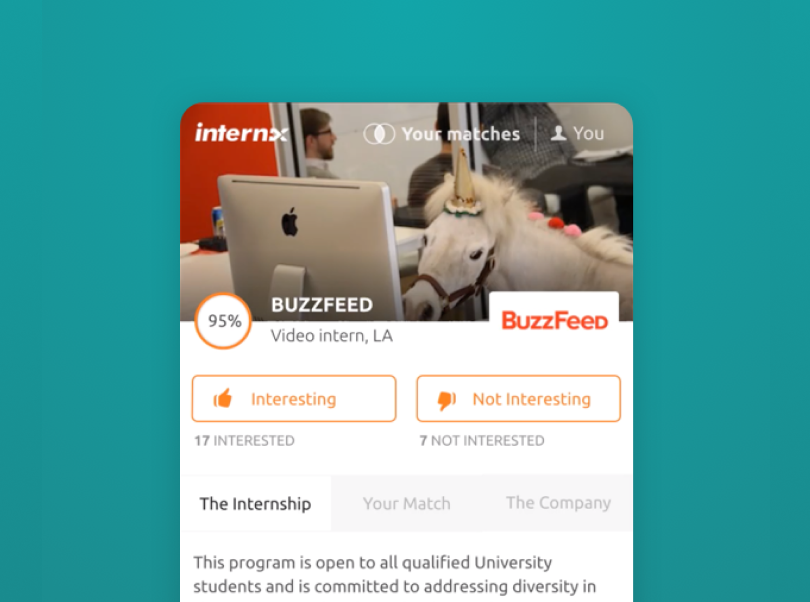 internx Your matches You
BUZZFEED
95%
BuzzFeed
Video intern, LA
Interesting Not Interesting
17 INTERESTED 7 NOT INTERESTED
The Internship Your Match The Company
This program is open to all qualified University
students and is committed to addressing diversity in